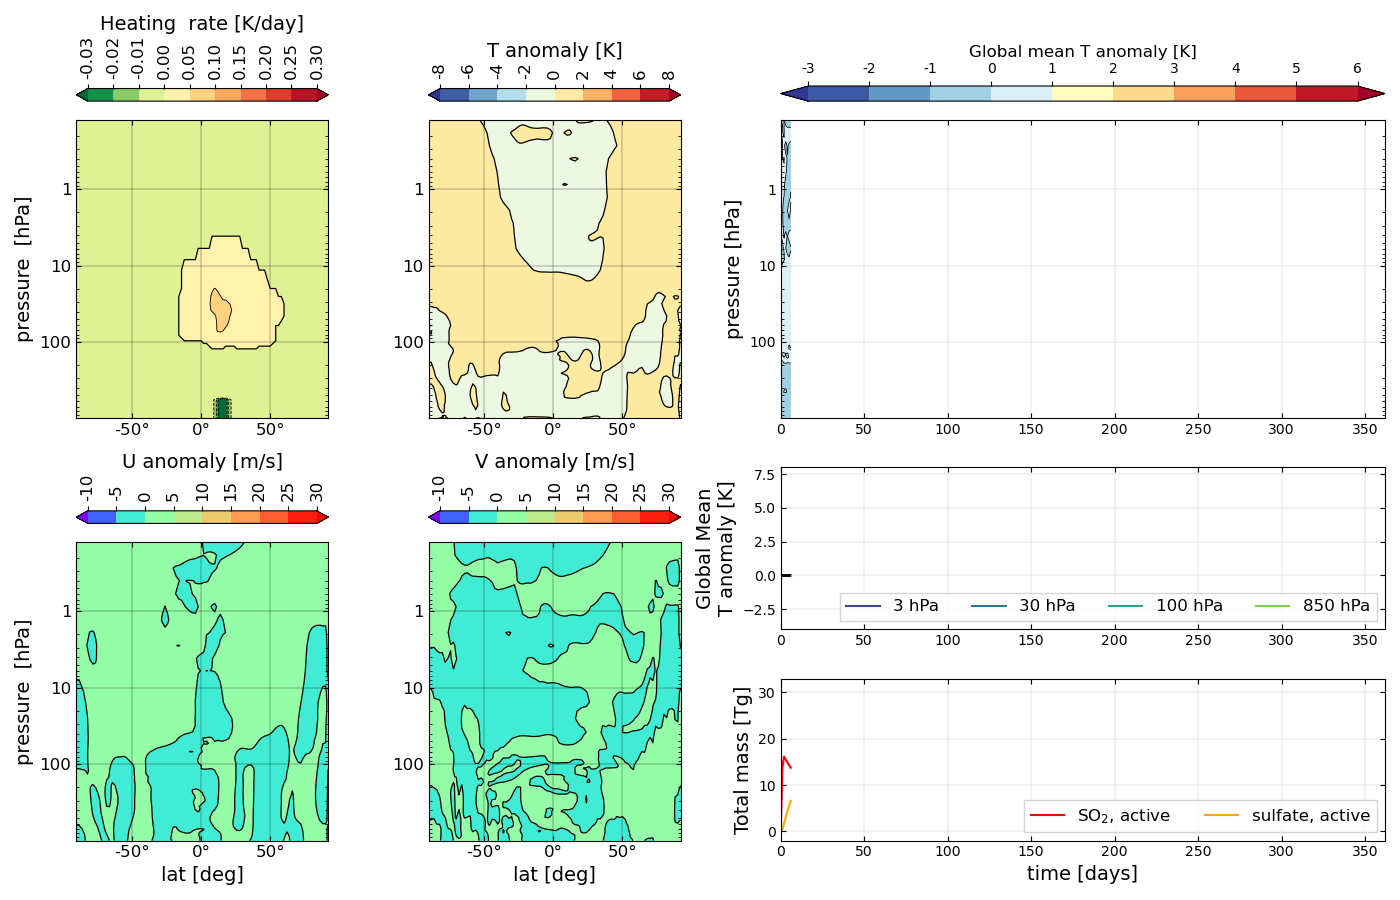 Heating  rate [K/day]
-0.03 -0.02 -0.01 0.00 0.05 0.10 0.15 0.20 0.25 0.30
pressure  [hPa]
1
10
100
-50° 0° 50°
T anomaly [K]
-8 -6 -4 -2 0 2 4 6 8
1
10
100
-50° 0° 50°
Global mean T anomaly [K]
-3 -2 -1 0 1 2 3 4 5 6
pressure [hPa]
1
10
100
0 50 100 150 200 250 300 350
U anomaly [m/s]
-10 -5 0 5 10 15 20 25 30
pressure  [hPa]
1
10
100
-50° 0° 50°
lat [deg]
V anomaly [m/s]
-10 -5 0 5 10 15 20 25 30
1
10
100
-50° 0° 50°
lat [deg]
Global Mean
T anomaly [K]
7.5
5.0
2.5
0.0
−2.5
3 hPa 30 hPa 100 hPa 850 hPa
0 50 100 150 200 250 300 350
Total mass [Tg]
30
20
10
0
SO₂, active sulfate, active
0 50 100 150 200 250 300 350
time [days]